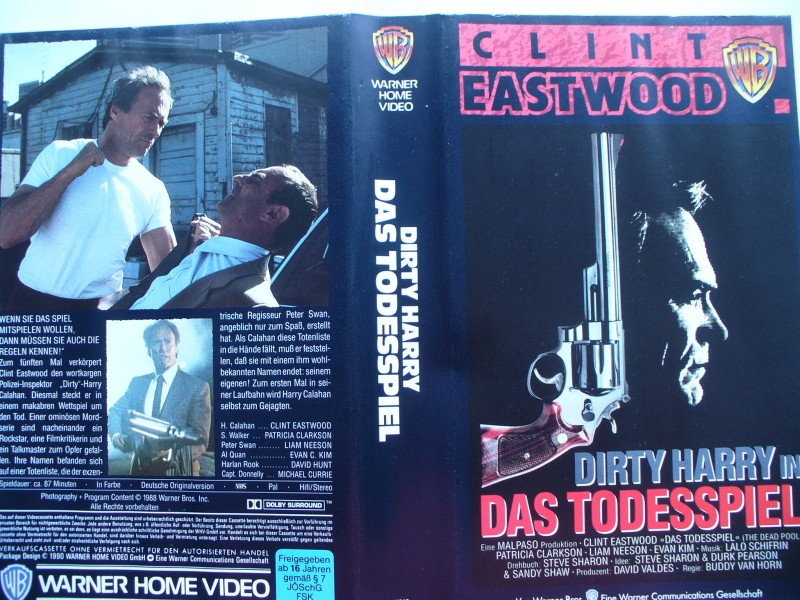 WENN SIE DAS SPIEL
MITSPIELEN WOLLEN,
DANN MÜSSEN SIE AUCH DIE
REGELN KENNEN!"
Zum fünften Mal verkörpert
Clint Eastwood den wortkargen
Polizei-Inspektor „Dirty"-Harry
Calahan. Diesmal steckt er in
einem makabren Wettspiel um
den Tod. Einer ominösen Mord-
serie sind nacheinander ein
Rockstar, eine Filmkritikerin und
ein Talkmaster zum Opfer gefal-
len. Ihre Namen befanden sich
auf einer Totenliste, die der exzen-
trische Regisseur Peter Swan,
angeblich nur zum Spaß, erstellt
hat. Als Calahan diese Totenliste
in die Hände fällt, muß er feststel-
len, daß sie mit einem ihm wohl-
bekannten Namen endet: seinem
eigenen! Zum ersten Mal in sei-
ner Laufbahn wird Harry Calahan
selbst zum Gejagten.
H. Calahan .... CLINT EASTWOOD
S. Walker .. PATRICIA CLARKSON
Peter Swan ........ LIAM NEESON
Al Quan ............ EVAN C. KIM
Harlan Rook ........ DAVID HUNT
Capt. Donnelly .. MICHAEL CURRIE
Spieldauer: ca. 87 Minuten • In Farbe • Deutsche Originalversion • VHS • Pal • Hifi/Stereo
Photography + Program Content © 1988 Warner Bros. Inc.
Alle Rechte vorbehalten
DOLBY SURROUND
VERKAUFSCASSETTE OHNE VERMIETRECHT FÜR DEN AUTORISIERTEN HANDEL
Package Design © 1990 WARNER HOME VIDEO GmbH Eine Warner Communications Gesellschaft
WB WARNER HOME VIDEO
Freigegeben
ab 16 Jahren
gemäß § 7
JÖSchG
FSK
WB
WARNER
HOME
VIDEO
DIRTY HARRY
DAS TODESSPIEL
CLINT
EASTWOOD
WB
DIRTY HARRY IN
DAS TODESSPIEL
Eine MALPASO Produktion · CLINT EASTWOOD »DAS TODESSPIEL« (THE DEAD POOL
PATRICIA CLARKSON · LIAM NEESON · EVAN KIM · Musik: LALO SCHIFRIN
Drehbuch: STEVE SHARON · Idee: STEVE SHARON & DURK PEARSON
& SANDY SHAW · Produzent: DAVID VALDES · Regie: BUDDY VAN HORN
Warner Bros. Eine Warner Communications Gesellschaft